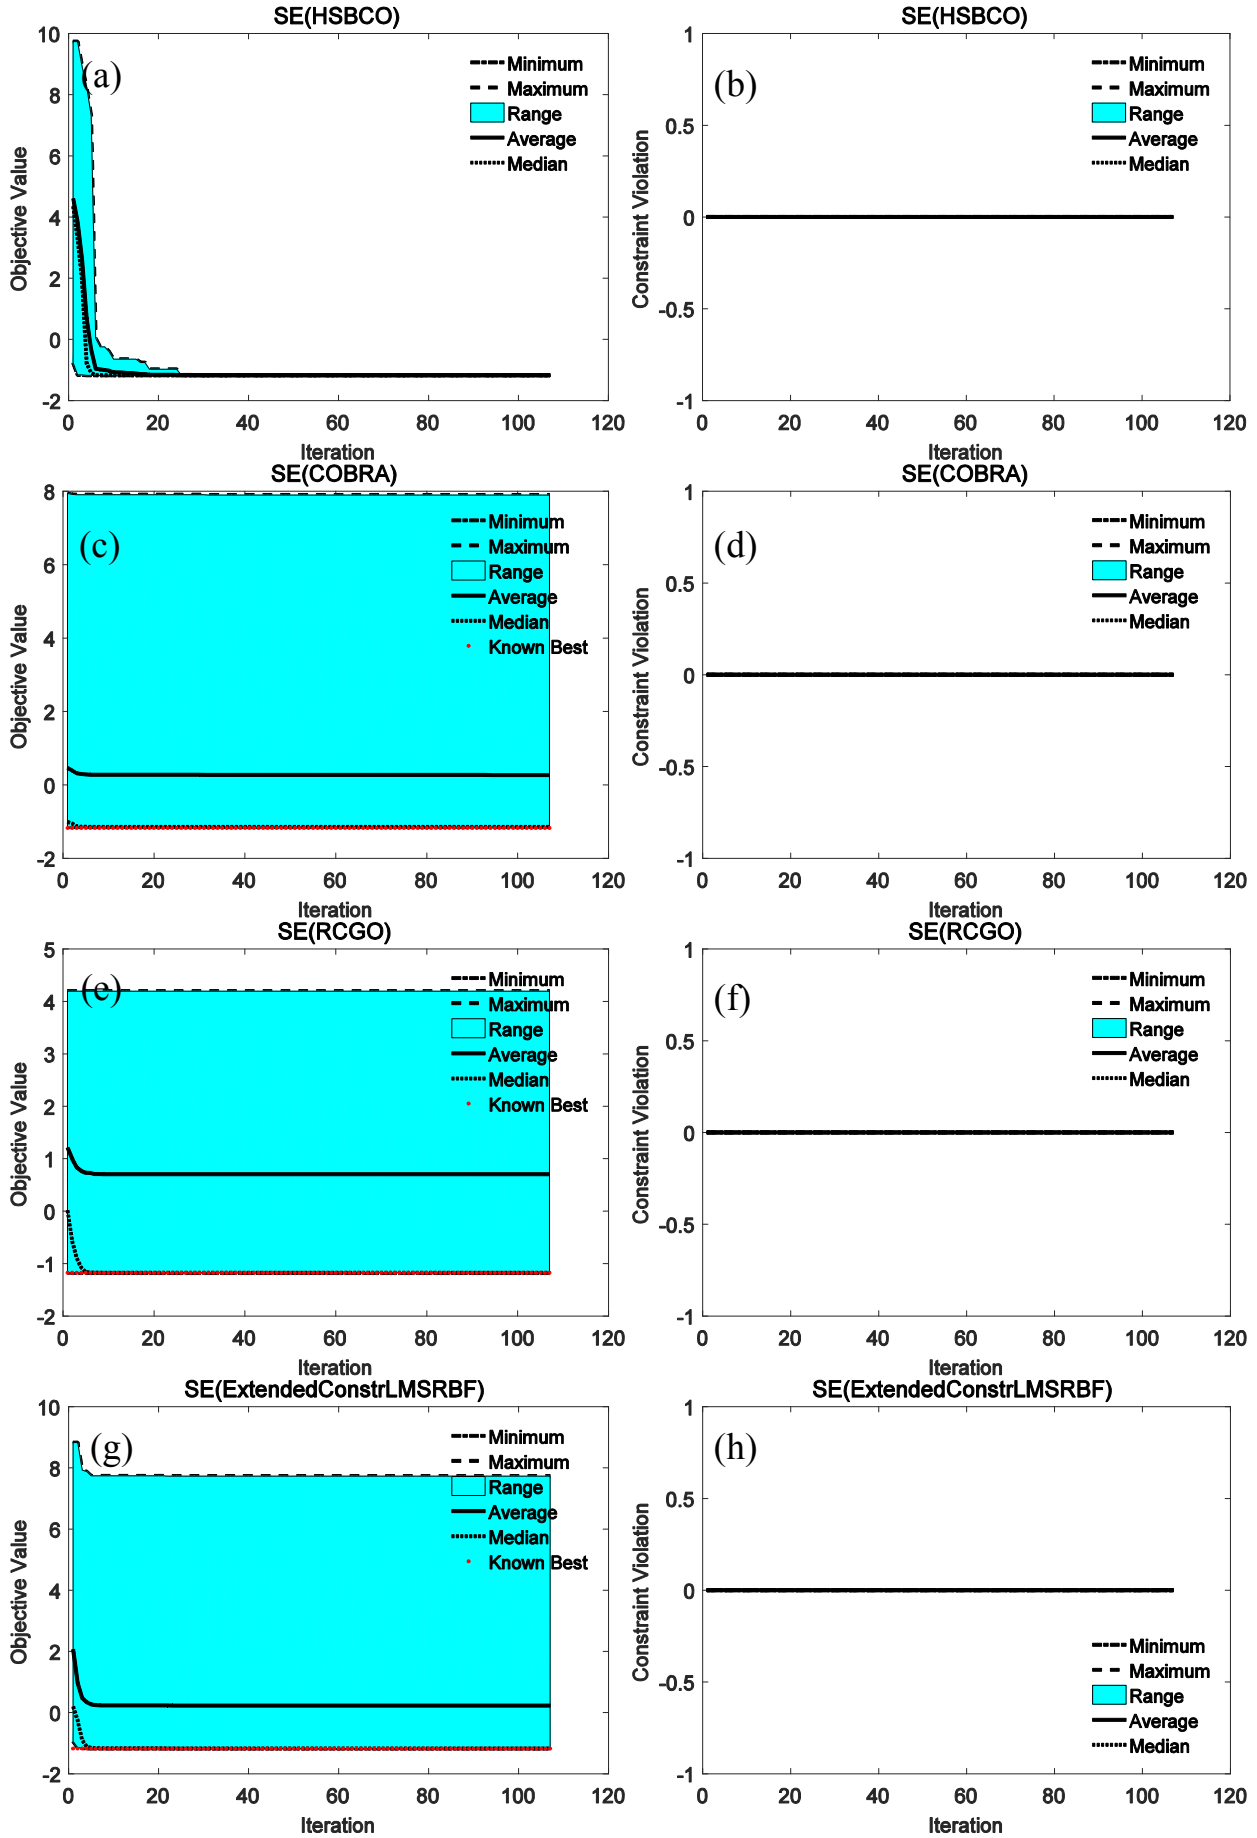 SE(HSBCO)
(a)
Minimum
Maximum
Range
Average
Median
10
8
6
4
2
0
-2
0 20 40 60 80 100 120
Objective Value
Iteration
SE(HSBCO)
(b)
Minimum
Maximum
Range
Average
Median
1
0.5
0
-0.5
-1
0 20 40 60 80 100 120
Constraint Violation
Iteration
SE(COBRA)
(c)
Minimum
Maximum
Range
Average
Median
Known Best
8
6
4
2
0
-2
0 20 40 60 80 100 120
Objective Value
Iteration
SE(COBRA)
(d)
Minimum
Maximum
Range
Average
Median
1
0.5
0
-0.5
-1
0 20 40 60 80 100 120
Constraint Violation
Iteration
SE(RCGO)
(e)
Minimum
Maximum
Range
Average
Median
Known Best
5
4
3
2
1
0
-1
-2
0 20 40 60 80 100 120
Objective Value
Iteration
SE(RCGO)
(f)
Minimum
Maximum
Range
Average
Median
1
0.5
0
-0.5
-1
0 20 40 60 80 100 120
Constraint Violation
Iteration
SE(ExtendedConstrLMSRBF)
(g)
Minimum
Maximum
Range
Average
Median
Known Best
10
8
6
4
2
0
-2
0 20 40 60 80 100 120
Objective Value
Iteration
SE(ExtendedConstrLMSRBF)
(h)
Minimum
Maximum
Range
Average
Median
1
0.5
0
-0.5
-1
0 20 40 60 80 100 120
Constraint Violation
Iteration